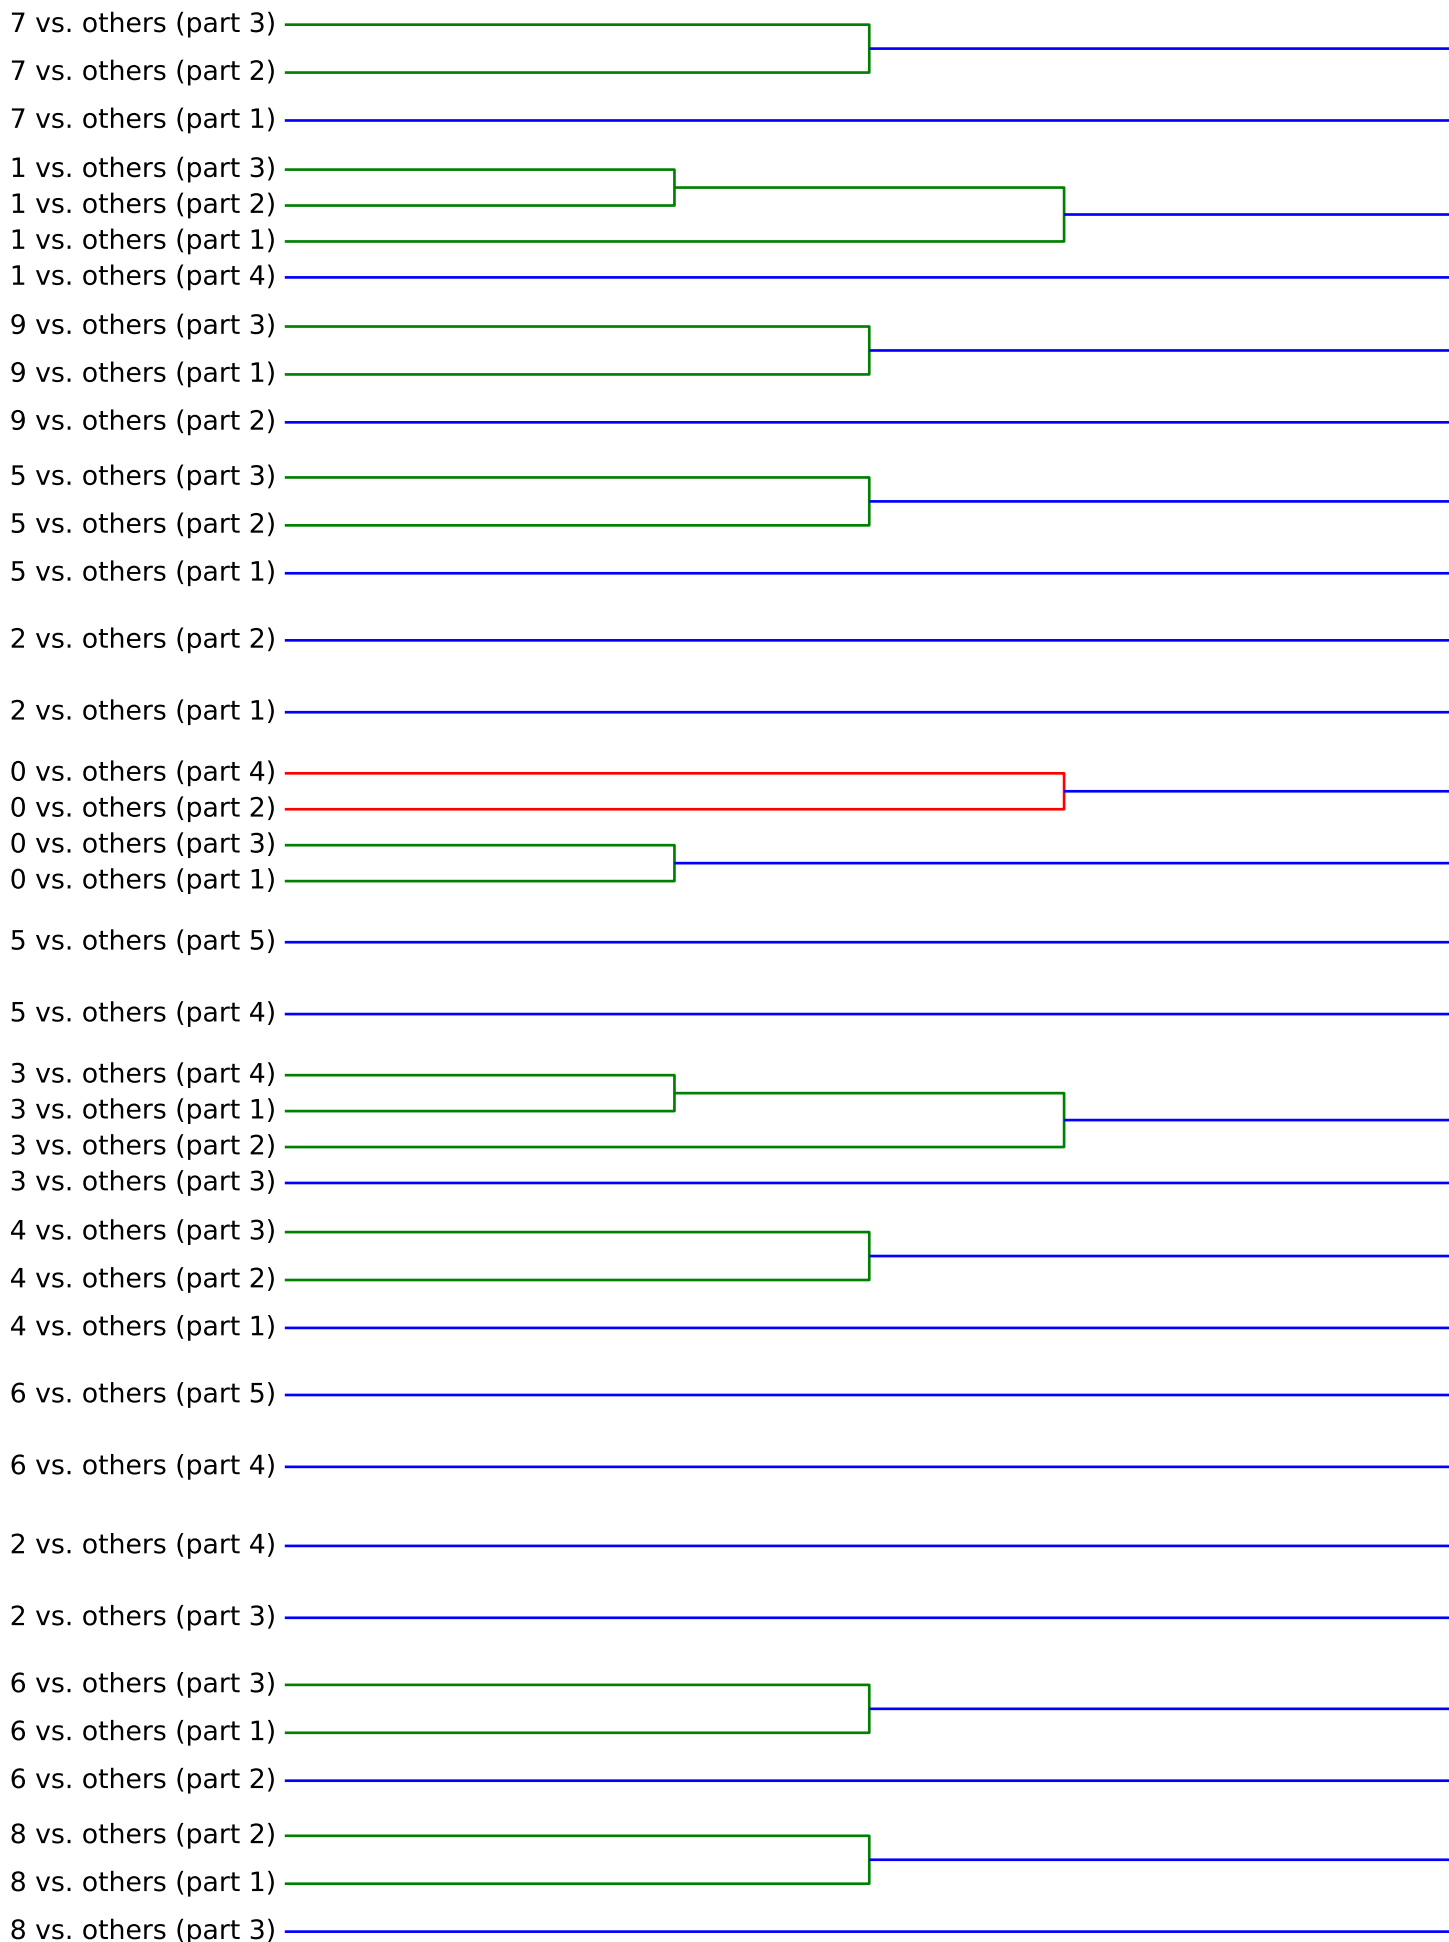 7 vs. others (part 3)
7 vs. others (part 2)
7 vs. others (part 1)
1 vs. others (part 3)
1 vs. others (part 2)
1 vs. others (part 1)
1 vs. others (part 4)
9 vs. others (part 3)
9 vs. others (part 1)
9 vs. others (part 2)
5 vs. others (part 3)
5 vs. others (part 2)
5 vs. others (part 1)
2 vs. others (part 2)
2 vs. others (part 1)
0 vs. others (part 4)
0 vs. others (part 2)
0 vs. others (part 3)
0 vs. others (part 1)
5 vs. others (part 5)
5 vs. others (part 4)
3 vs. others (part 4)
3 vs. others (part 1)
3 vs. others (part 2)
3 vs. others (part 3)
4 vs. others (part 3)
4 vs. others (part 2)
4 vs. others (part 1)
6 vs. others (part 5)
6 vs. others (part 4)
2 vs. others (part 4)
2 vs. others (part 3)
6 vs. others (part 3)
6 vs. others (part 1)
6 vs. others (part 2)
8 vs. others (part 2)
8 vs. others (part 1)
8 vs. others (part 3)